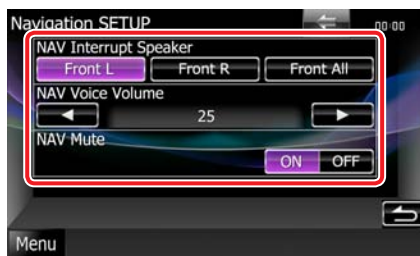 Navigation SETUP 00:00
NAV Interrupt Speaker
Front L Front R Front All
NAV Voice Volume
25
NAV Mute
ON OFF
Menu